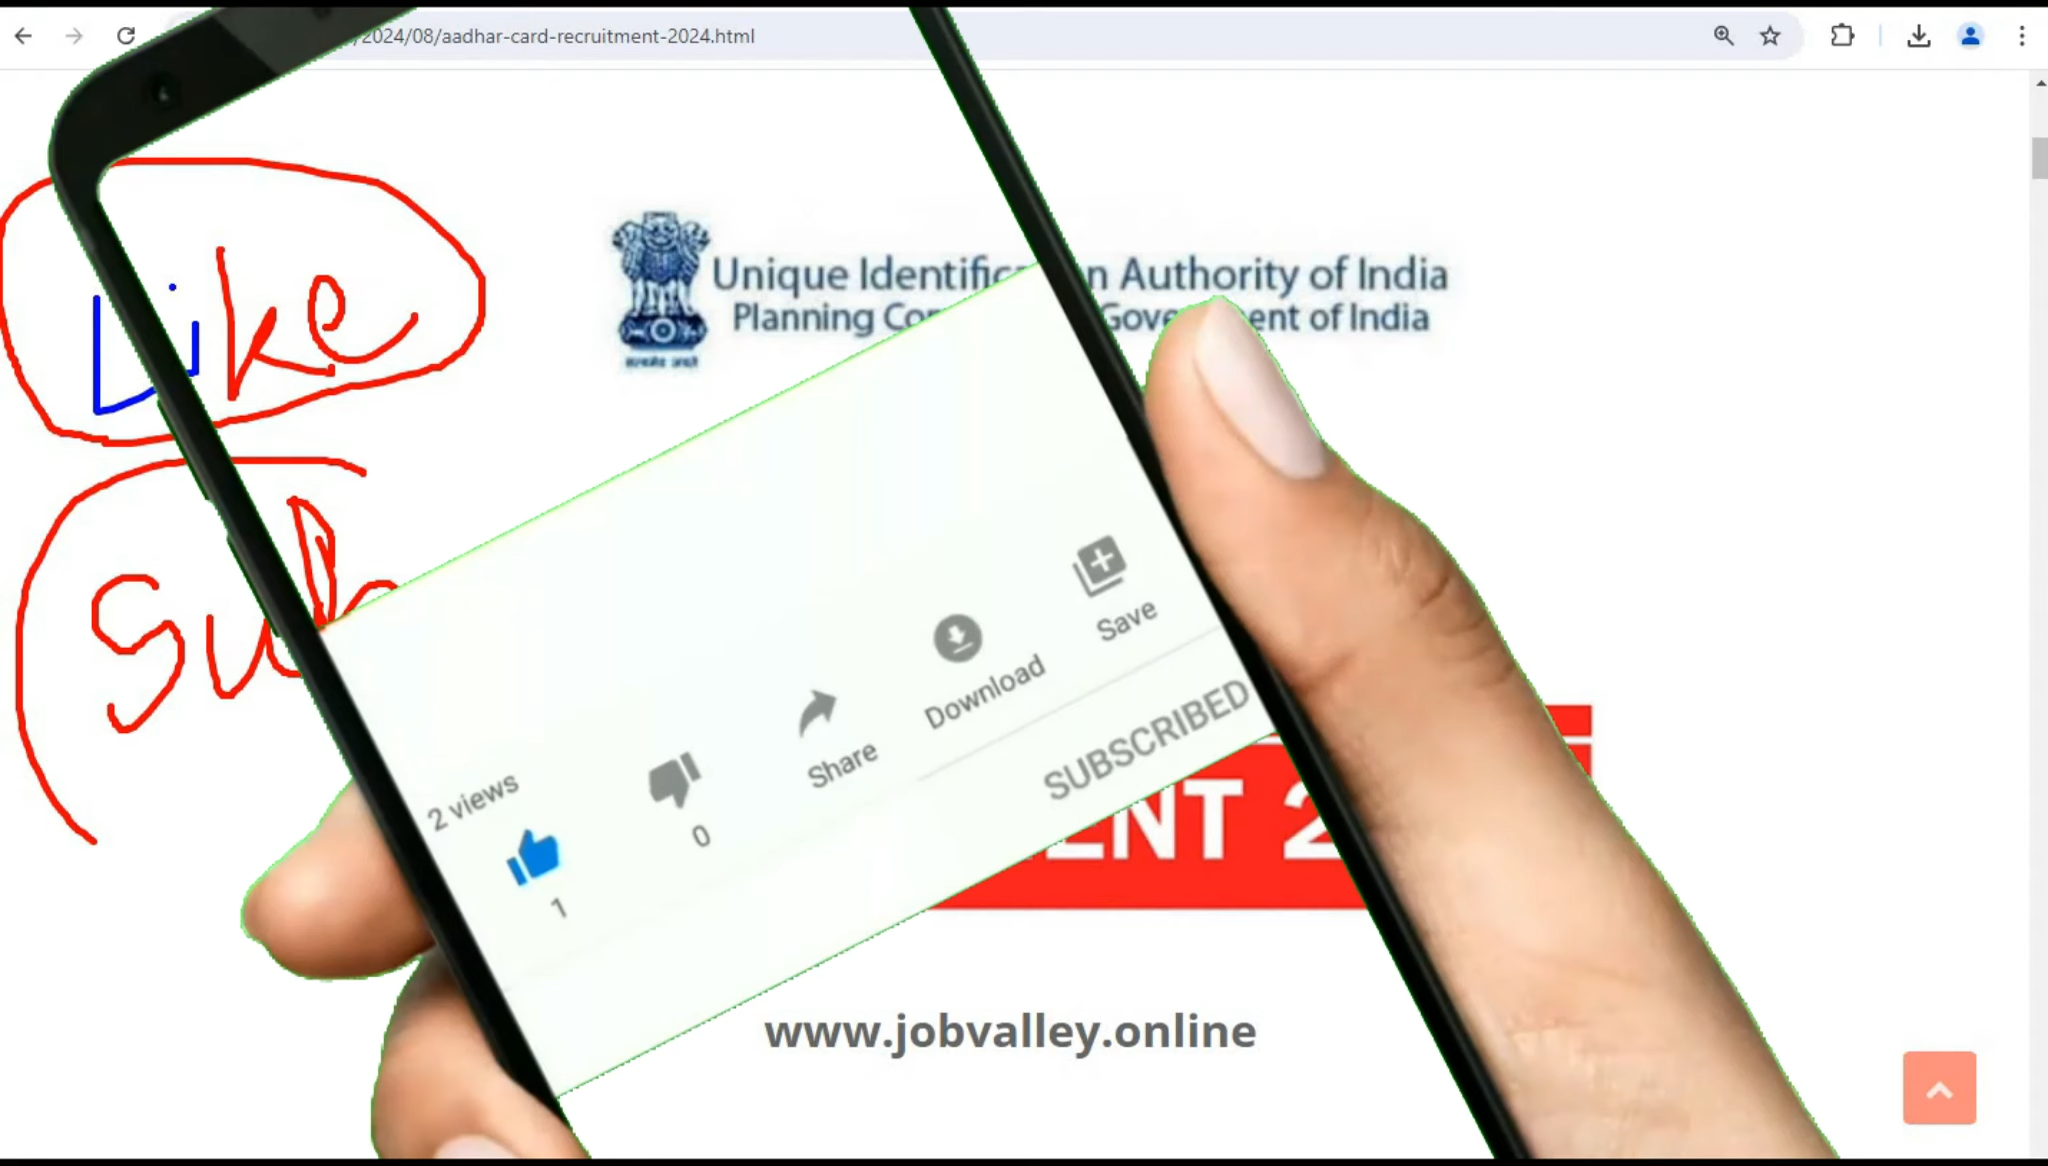 /2024/08/aadhar-card-recruitment-2024.html
Unique Identific n Authority of India
Planning Co Gove ent of India
Like
Sub
Save
Download
Share
SUBSCRIBED
2 views
0
1
ENT 2
www.jobvalley.online